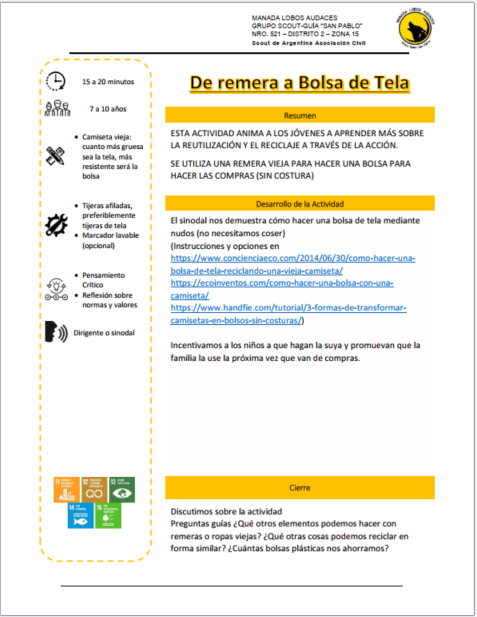 MANADA LOBOS AUDACES
GRUPO SCOUT-GUÍA "SAN PABLO"
NRO. 521 – DISTRITO 2 – ZONA 15
Scout de Argentina Asociación Civil
MANADA LOBOS AUDACES
15 a 20 minutos
7 a 10 años
• Camiseta vieja:
cuanto más gruesa
sea la tela, más
resistente será la
bolsa
• Tijeras afiladas,
preferiblemente
tijeras de tela
• Marcador lavable
(opcional)
• Pensamiento
Crítico
• Reflexión sobre
normas y valores
Dirigente o sinodal
De remera a Bolsa de Tela
Resumen
ESTA ACTIVIDAD ANIMA A LOS JÓVENES A APRENDER MÁS SOBRE
LA REUTILIZACIÓN Y EL RECICLAJE A TRAVÉS DE LA ACCIÓN.
SE UTILIZA UNA REMERA VIEJA PARA HACER UNA BOLSA PARA
HACER LAS COMPRAS (SIN COSTURA)
Desarrollo de la Actividad
El sinodal nos demuestra cómo hacer una bolsa de tela mediante
nudos (no necesitamos coser)
(Instrucciones y opciones en
https://www.concienciaeco.com/2014/06/30/como-hacer-una-
bolsa-de-tela-reciclando-una-vieja-camiseta/
https://ecoinventos.com/como-hacer-una-bolsa-con-una-
camiseta/
https://www.handfie.com/tutorial/3-formas-de-transformar-
camisetas-en-bolsos-sin-costuras/)
Incentivamos a los niños a que hagan la suya y promuevan que la
familia la use la próxima vez que van de compras.
11
12
13
14
15
Cierre
Discutimos sobre la actividad
Preguntas guías ¿Qué otros elementos podemos hacer con
remeras o ropas viejas? ¿Qué otras cosas podemos reciclar en
forma similar? ¿Cuántas bolsas plásticas nos ahorramos?